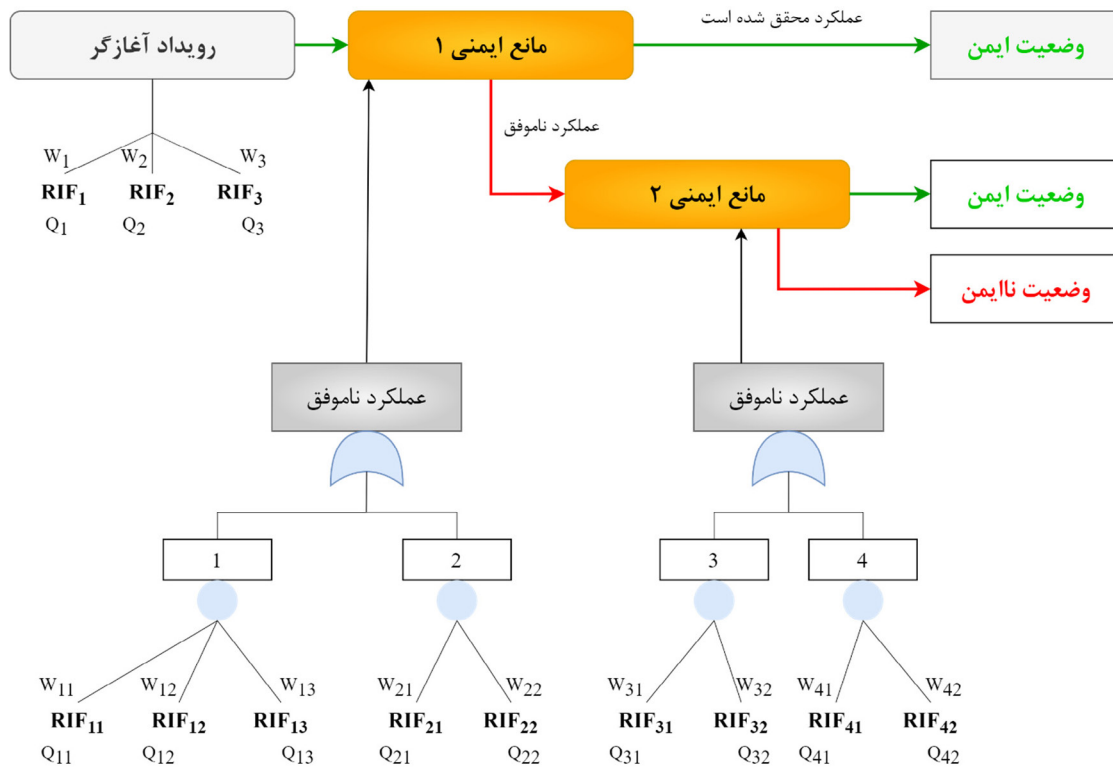 رویداد آغازگر
مانع ایمنی ۱
عملکرد محقق شده است
وضعیت ایمن
عملکرد ناموفق
W1 W2 W3
RIF1 RIF2 RIF3
Q1 Q2 Q3
مانع ایمنی ۲
وضعیت ایمن
وضعیت ناایمن
عملکرد ناموفق
عملکرد ناموفق
1 2 3 4
W11 W12 W13 W21 W22 W31 W32 W41 W42
RIF11 RIF12 RIF13 RIF21 RIF22 RIF31 RIF32 RIF41 RIF42
Q11 Q12 Q13 Q21 Q22 Q31 Q32 Q41 Q42